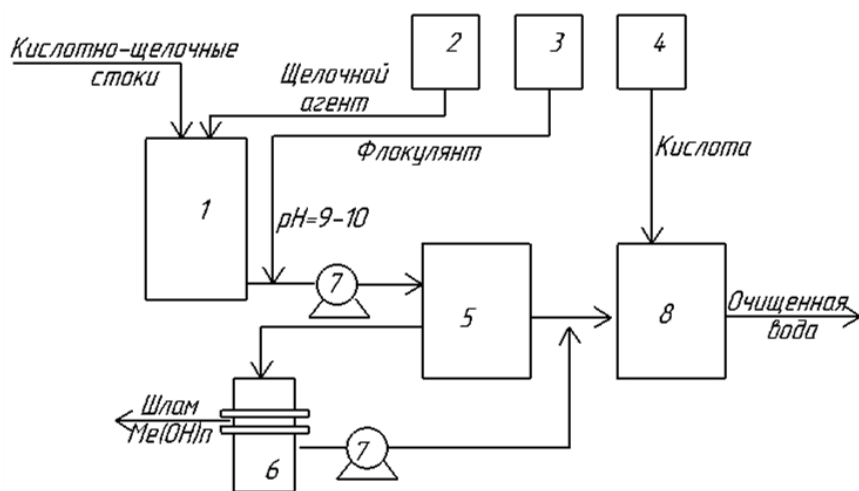 Кислотно-щелочные
стоки
2
3
4
Щелочной
агент
Флокулянт
Кислота
1
pH=9-10
7
5
8
Очищенная
вода
Шлам
Me(OH)n
6
7